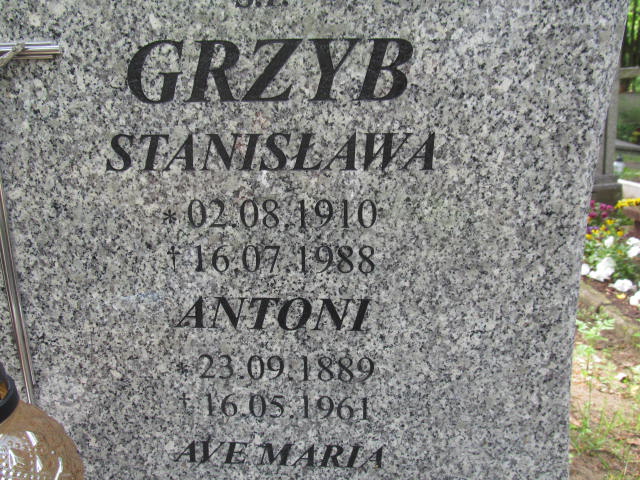 GRZYB
STANISŁAWA
* 02.08.1910
† 16.07.1988
ANTONI
* 23.09.1889
† 16.05.1961
AVE MARIA